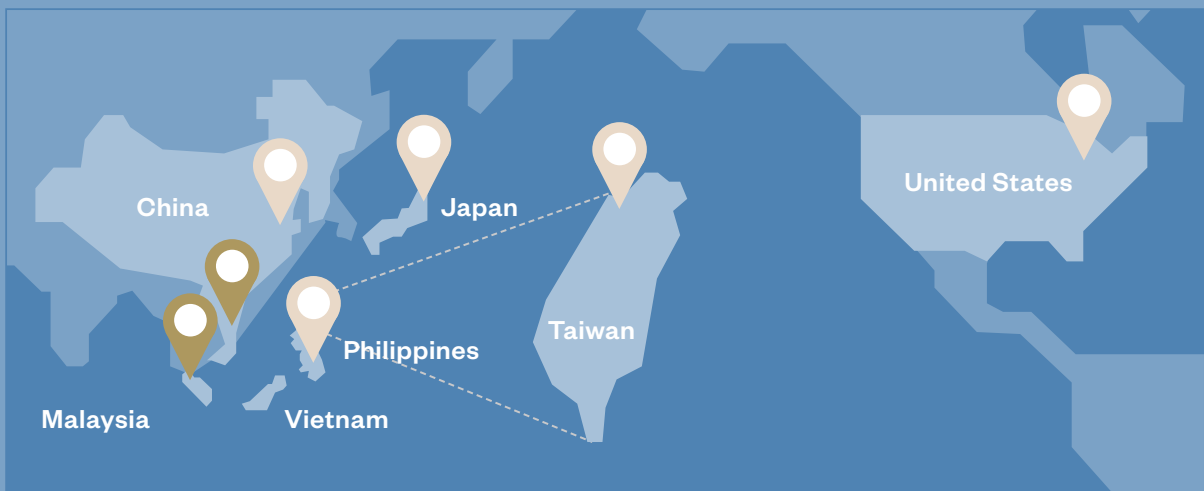 United States
China
Japan
Taiwan
Philippines
Malaysia
Vietnam